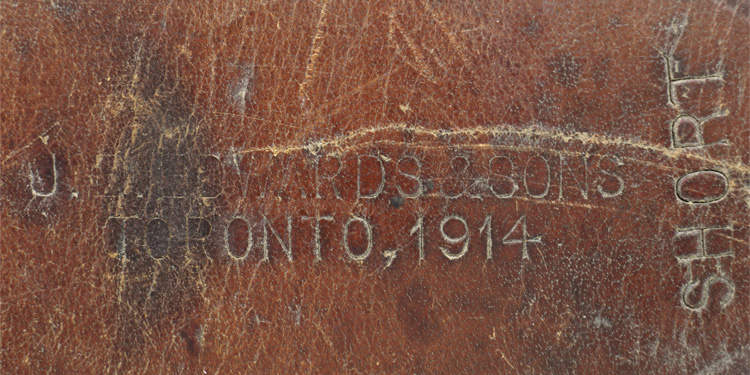 J. E. EDWARDS & SONS
TORONTO, 1914
SHORT